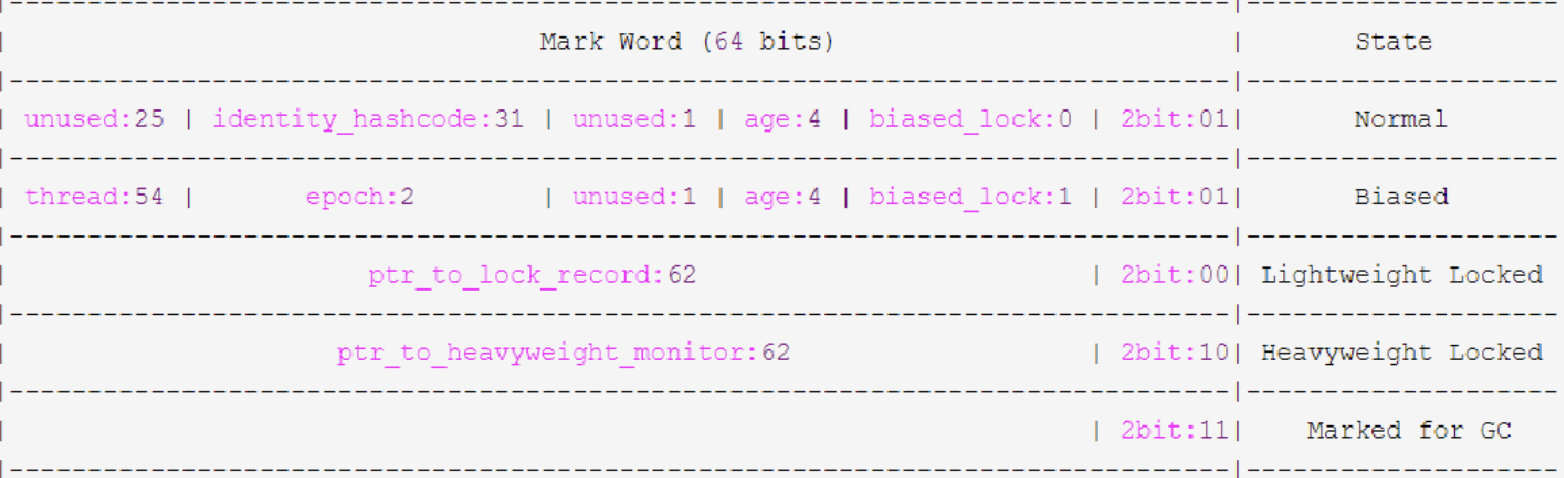 |------------------------------------------------------------------------------|--------------------
| Mark Word (64 bits) | State
|------------------------------------------------------------------------------|--------------------
| unused:25 | identity_hashcode:31 | unused:1 | age:4 | biased_lock:0 | 2bit:01| Normal
|------------------------------------------------------------------------------|--------------------
| thread:54 | epoch:2 | unused:1 | age:4 | biased_lock:1 | 2bit:01| Biased
|------------------------------------------------------------------------------|--------------------
| ptr_to_lock_record:62 | 2bit:00| Lightweight Locked
|------------------------------------------------------------------------------|--------------------
| ptr_to_heavyweight_monitor:62 | 2bit:10| Heavyweight Locked
|------------------------------------------------------------------------------|--------------------
| | 2bit:11| Marked for GC
|------------------------------------------------------------------------------|--------------------